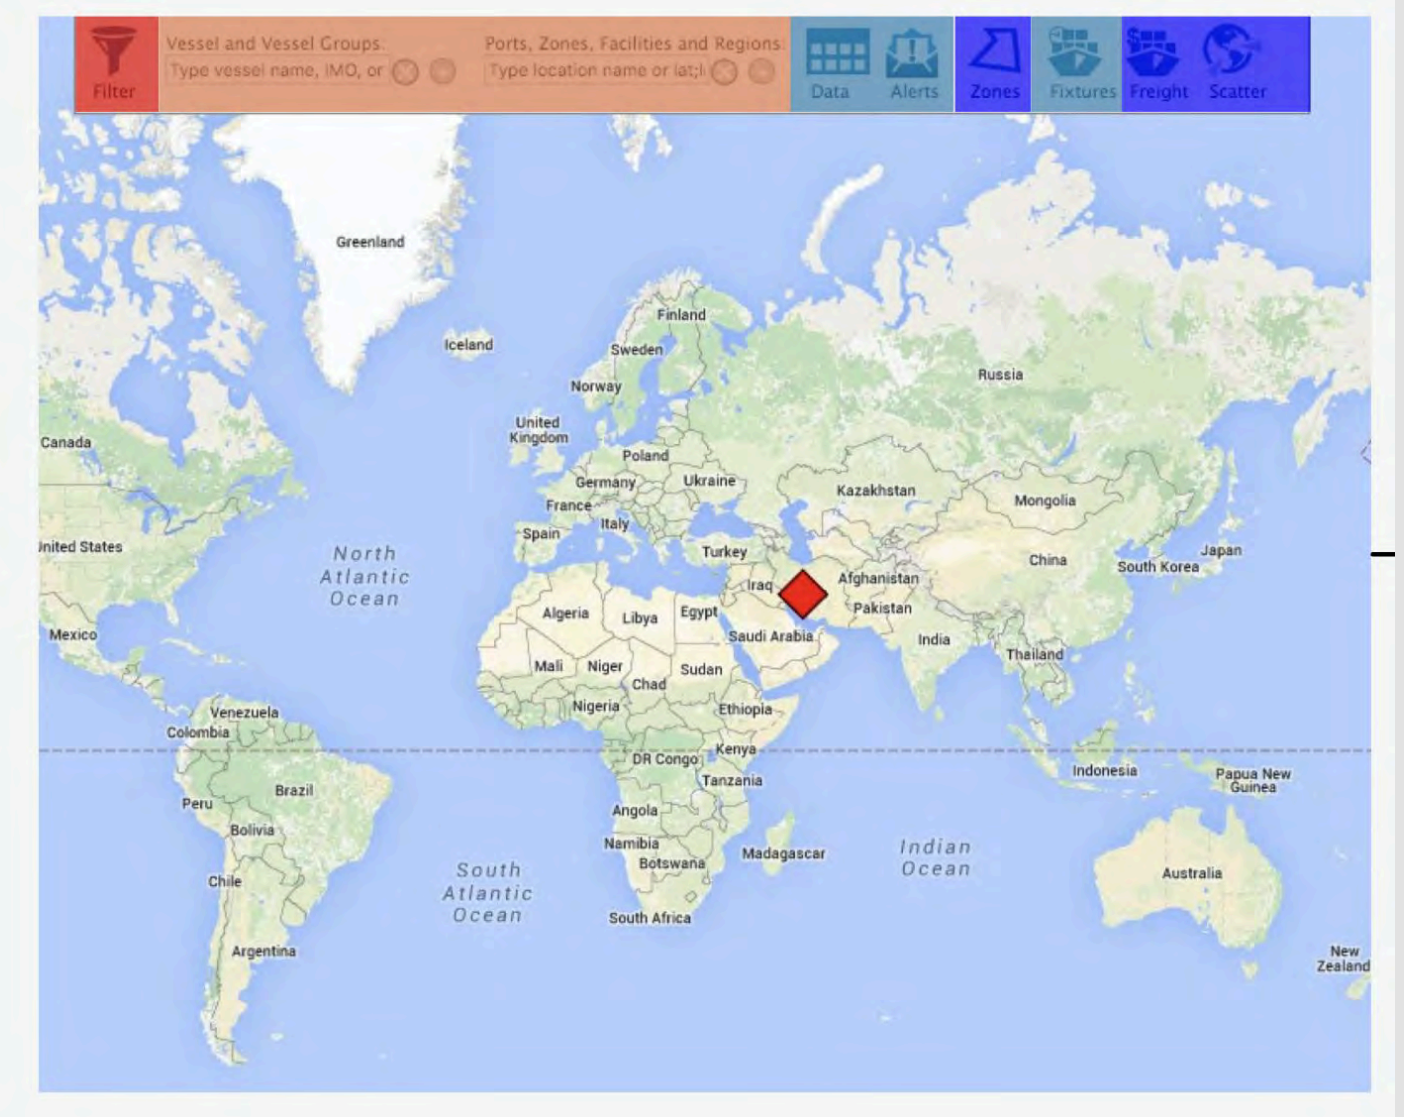 Vessel and Vessel Groups:
Ports, Zones, Facilities and Regions:
Type vessel name, IMO, or
Type location name or lat;l
Filter
Data
Alerts
Zones
Fixtures
Freight
Scatter
Greenland
Finland
Iceland
Sweden
Russia
Norway
United
Kingdom
Canada
Poland
Germany
Ukraine
Kazakhstan
Mongolia
France
Italy
Spain
United States
North
Atlantic
Ocean
Turkey
China
Japan
South Korea
Iraq
Afghanistan
Pakistan
Algeria
Libya
Egypt
Mexico
Saudi Arabia
India
Thailand
Mali
Niger
Chad
Sudan
Nigeria
Ethiopia
Venezuela
Colombia
Kenya
DR Congo
Indonesia
Papua New
Guinea
Tanzania
Brazil
Peru
Angola
Bolivia
Namibia
Botswana
Madagascar
Indian
Ocean
South
Atlantic
Ocean
Chile
Australia
South Africa
Argentina
New
Zealand